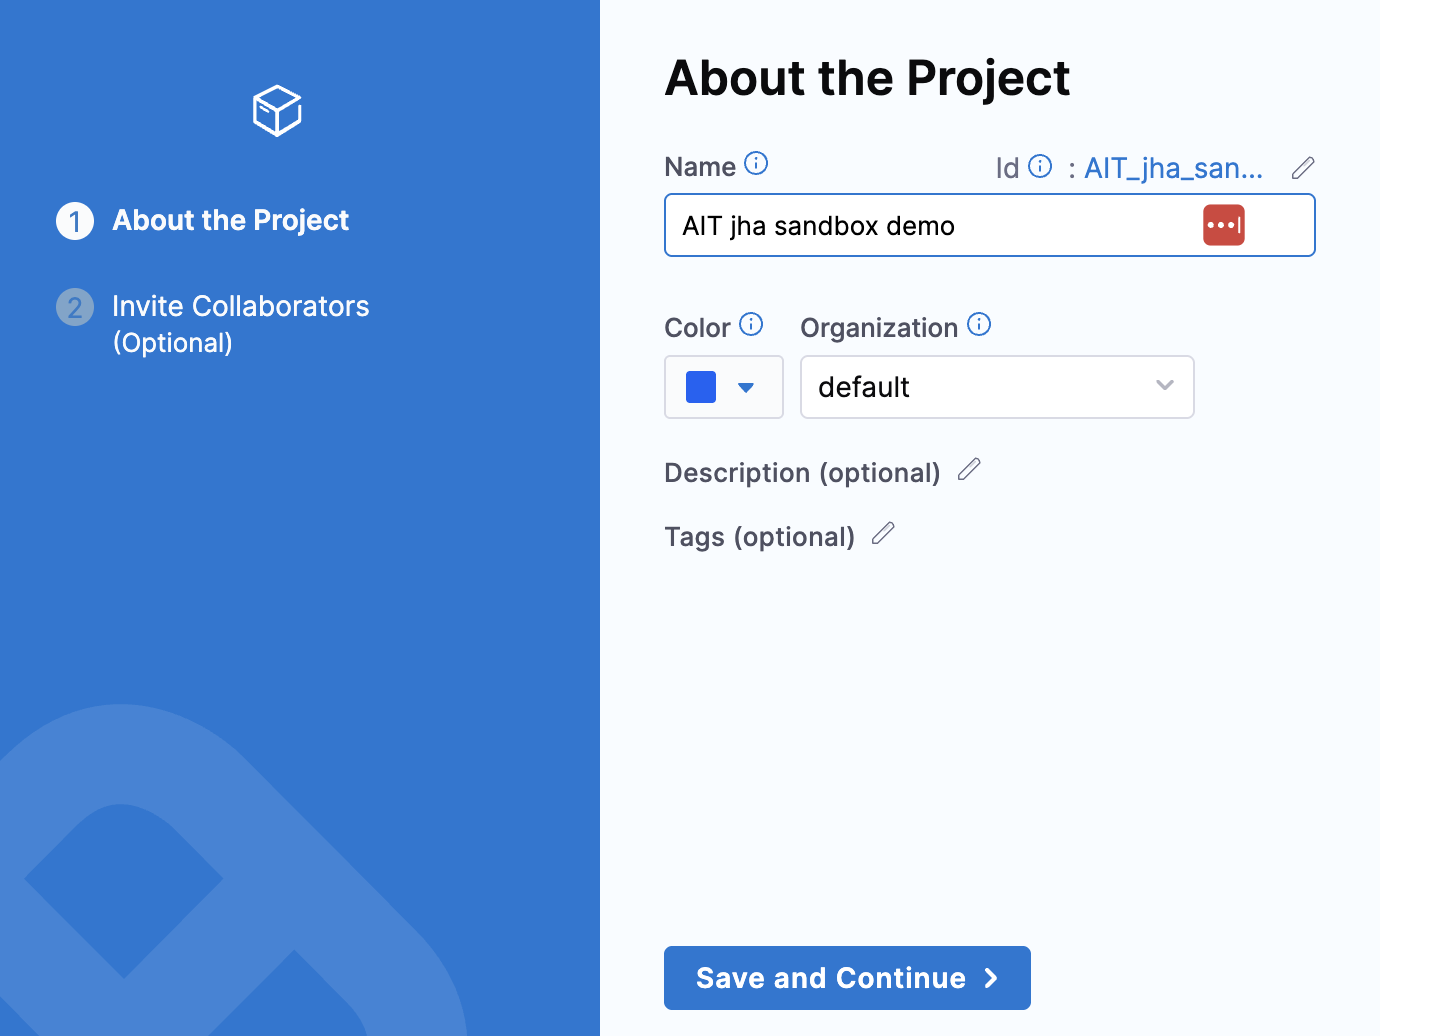 1 About the Project
2 Invite Collaborators
(Optional)
About the Project
Name
Id : AIT_jha_san...
AIT jha sandbox demo
Color
Organization
default
Description (optional)
Tags (optional)
Save and Continue